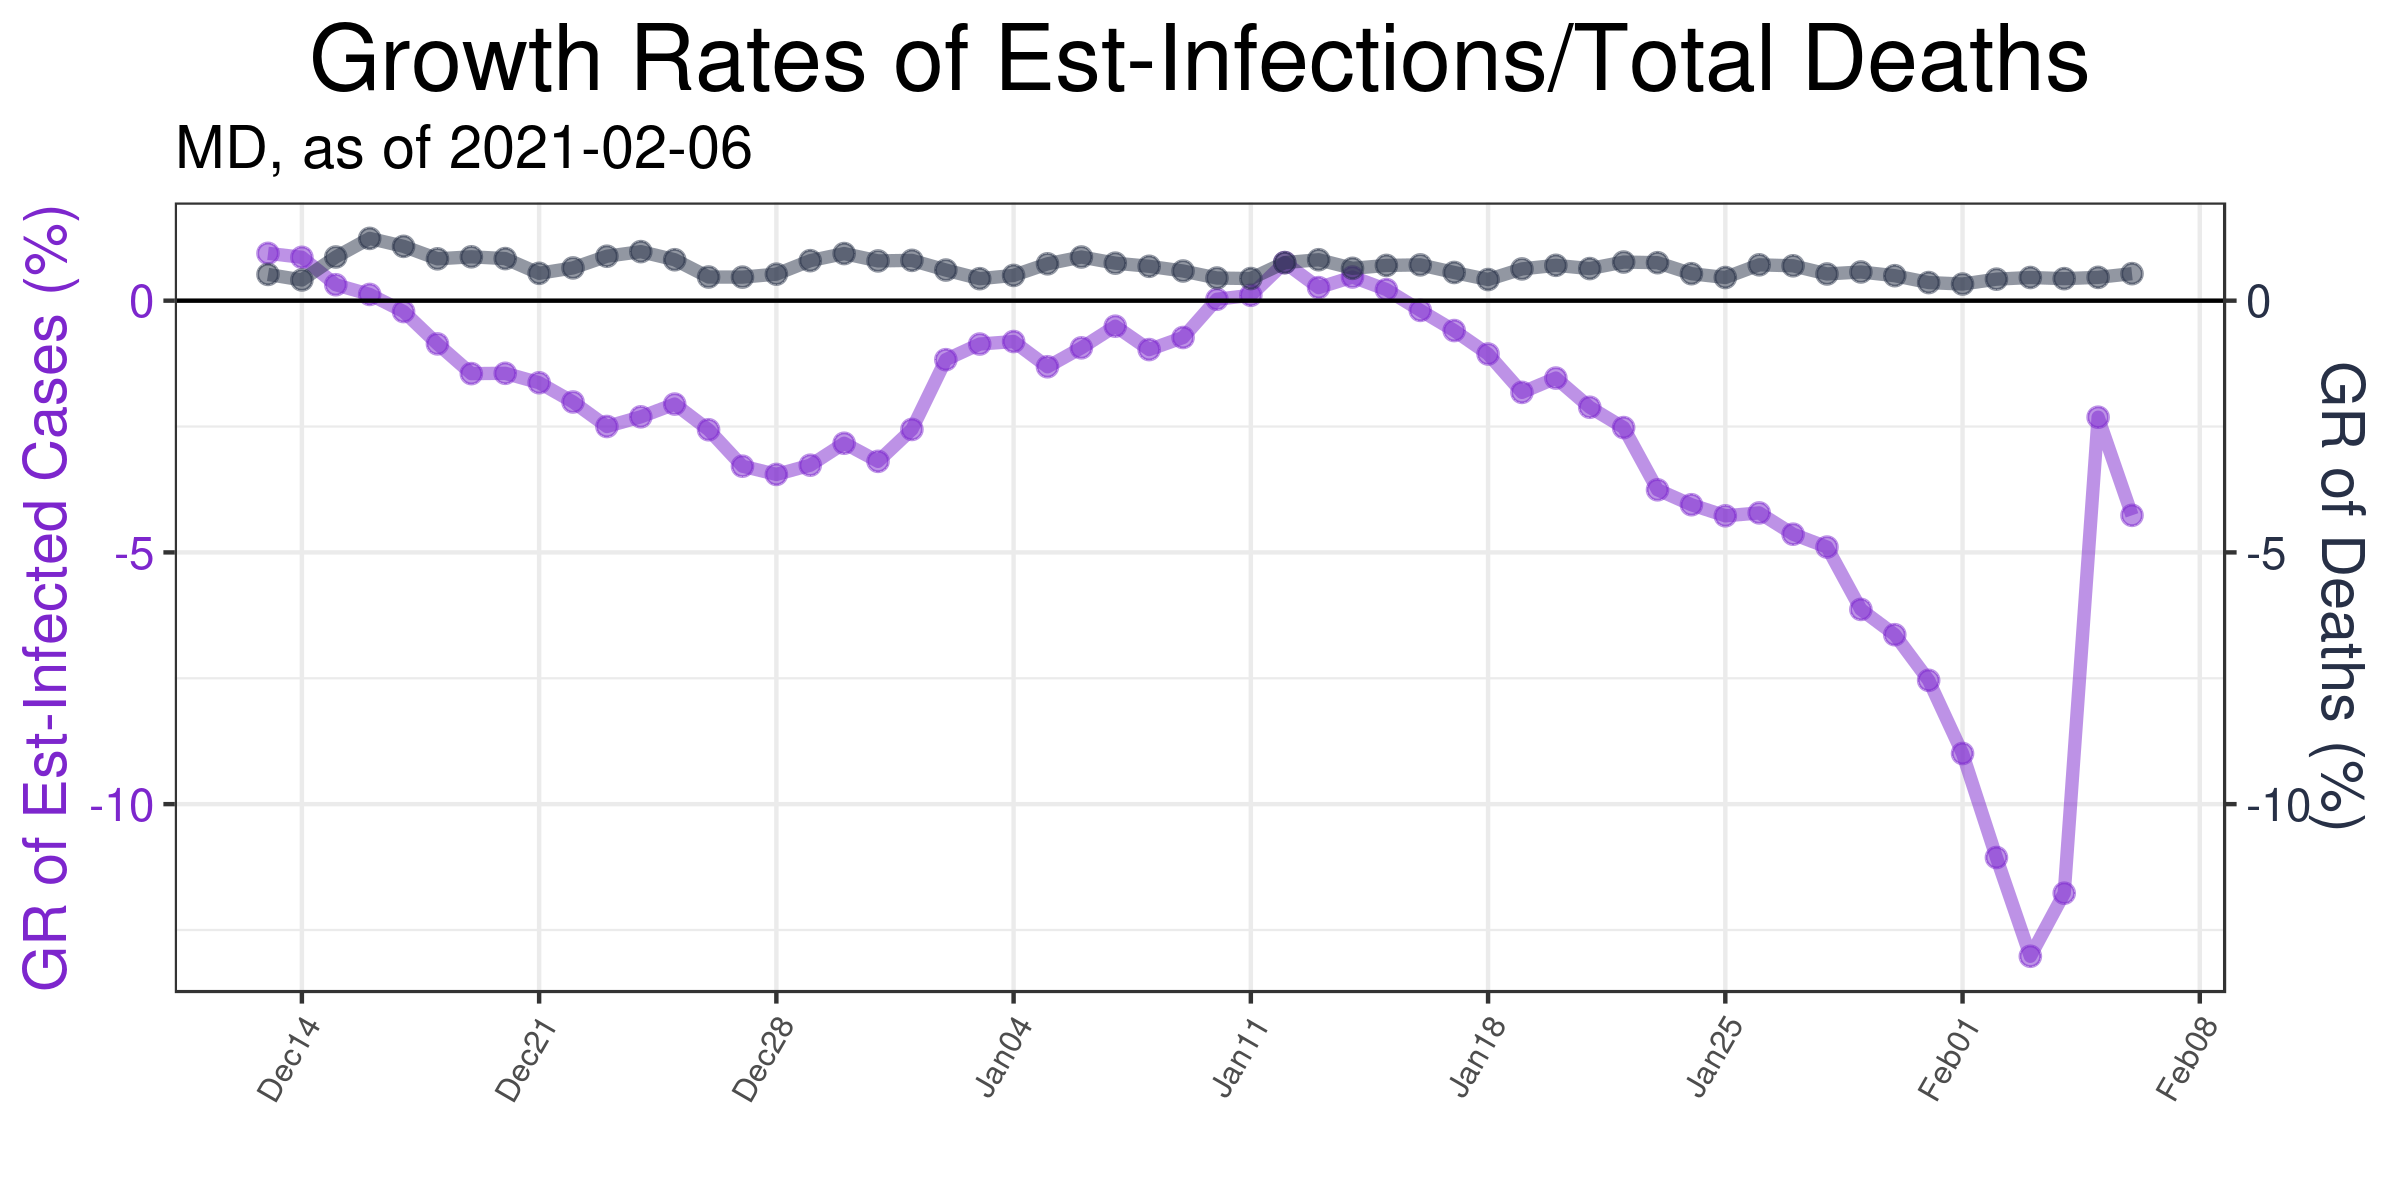 Growth Rates of Est-Infections/Total Deaths
MD, as of 2021-02-06
GR of Est-Infected Cases (%)
0
-5
-10
0
-5
-10
GR of Deaths (%)
Dec14
Dec21
Dec28
Jan04
Jan11
Jan18
Jan25
Feb01
Feb08